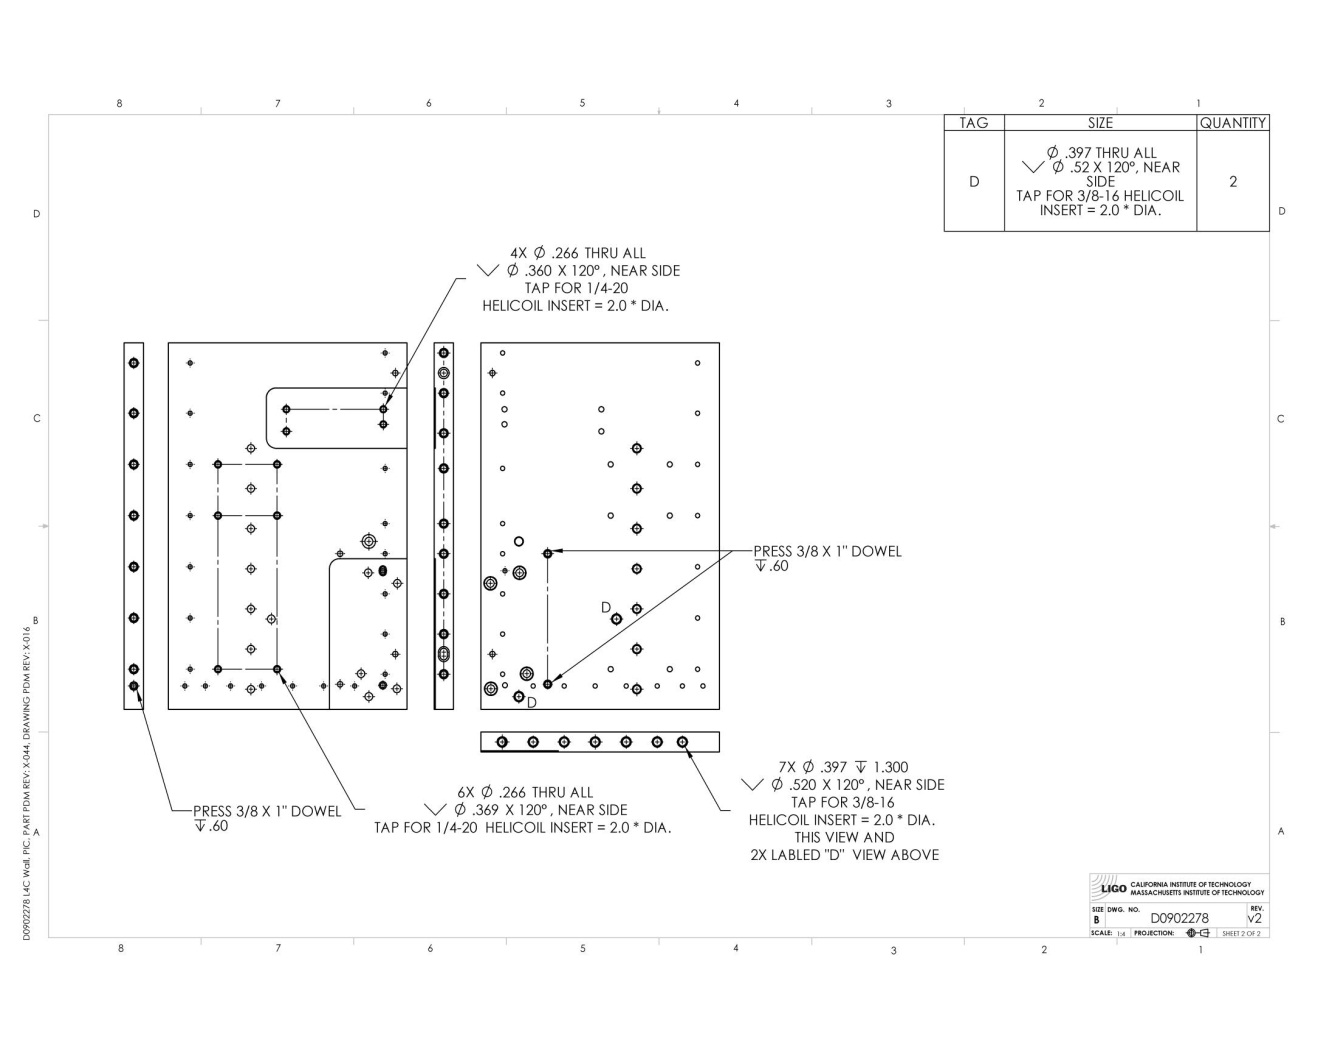 8 7 6 5 4 3 2 1
TAG SIZE QUANTITY
D
Ø .397 THRU ALL
Ø .52 X 120°, NEAR
SIDE
TAP FOR 3/8-16 HELICOIL
INSERT = 2.0 * DIA.
2
D D
4X Ø .266 THRU ALL
Ø .360 X 120°, NEAR SIDE
TAP FOR 1/4-20
HELICOIL INSERT = 2.0 * DIA.
C C
PRESS 3/8 X 1" DOWEL
↧.60
D
B B
D
7X Ø .397 ↧ 1.300
Ø .520 X 120°, NEAR SIDE
TAP FOR 3/8-16
HELICOIL INSERT = 2.0 * DIA.
THIS VIEW AND
2X LABLED "D" VIEW ABOVE
6X Ø .266 THRU ALL
Ø .369 X 120°, NEAR SIDE
TAP FOR 1/4-20 HELICOIL INSERT = 2.0 * DIA.
PRESS 3/8 X 1" DOWEL
↧.60
A A
D0902278 L4C Wall, PIC, PART PDM REV: X-044, DRAWING PDM REV: X-016
LIGO
CALIFORNIA INSTITUTE OF TECHNOLOGY
MASSACHUSETTS INSTITUTE OF TECHNOLOGY
SIZE DWG. NO. REV.
B D0902278 v2
SCALE: 1:4 PROJECTION: SHEET 2 OF 2
8 7 6 5 4 3 2 1